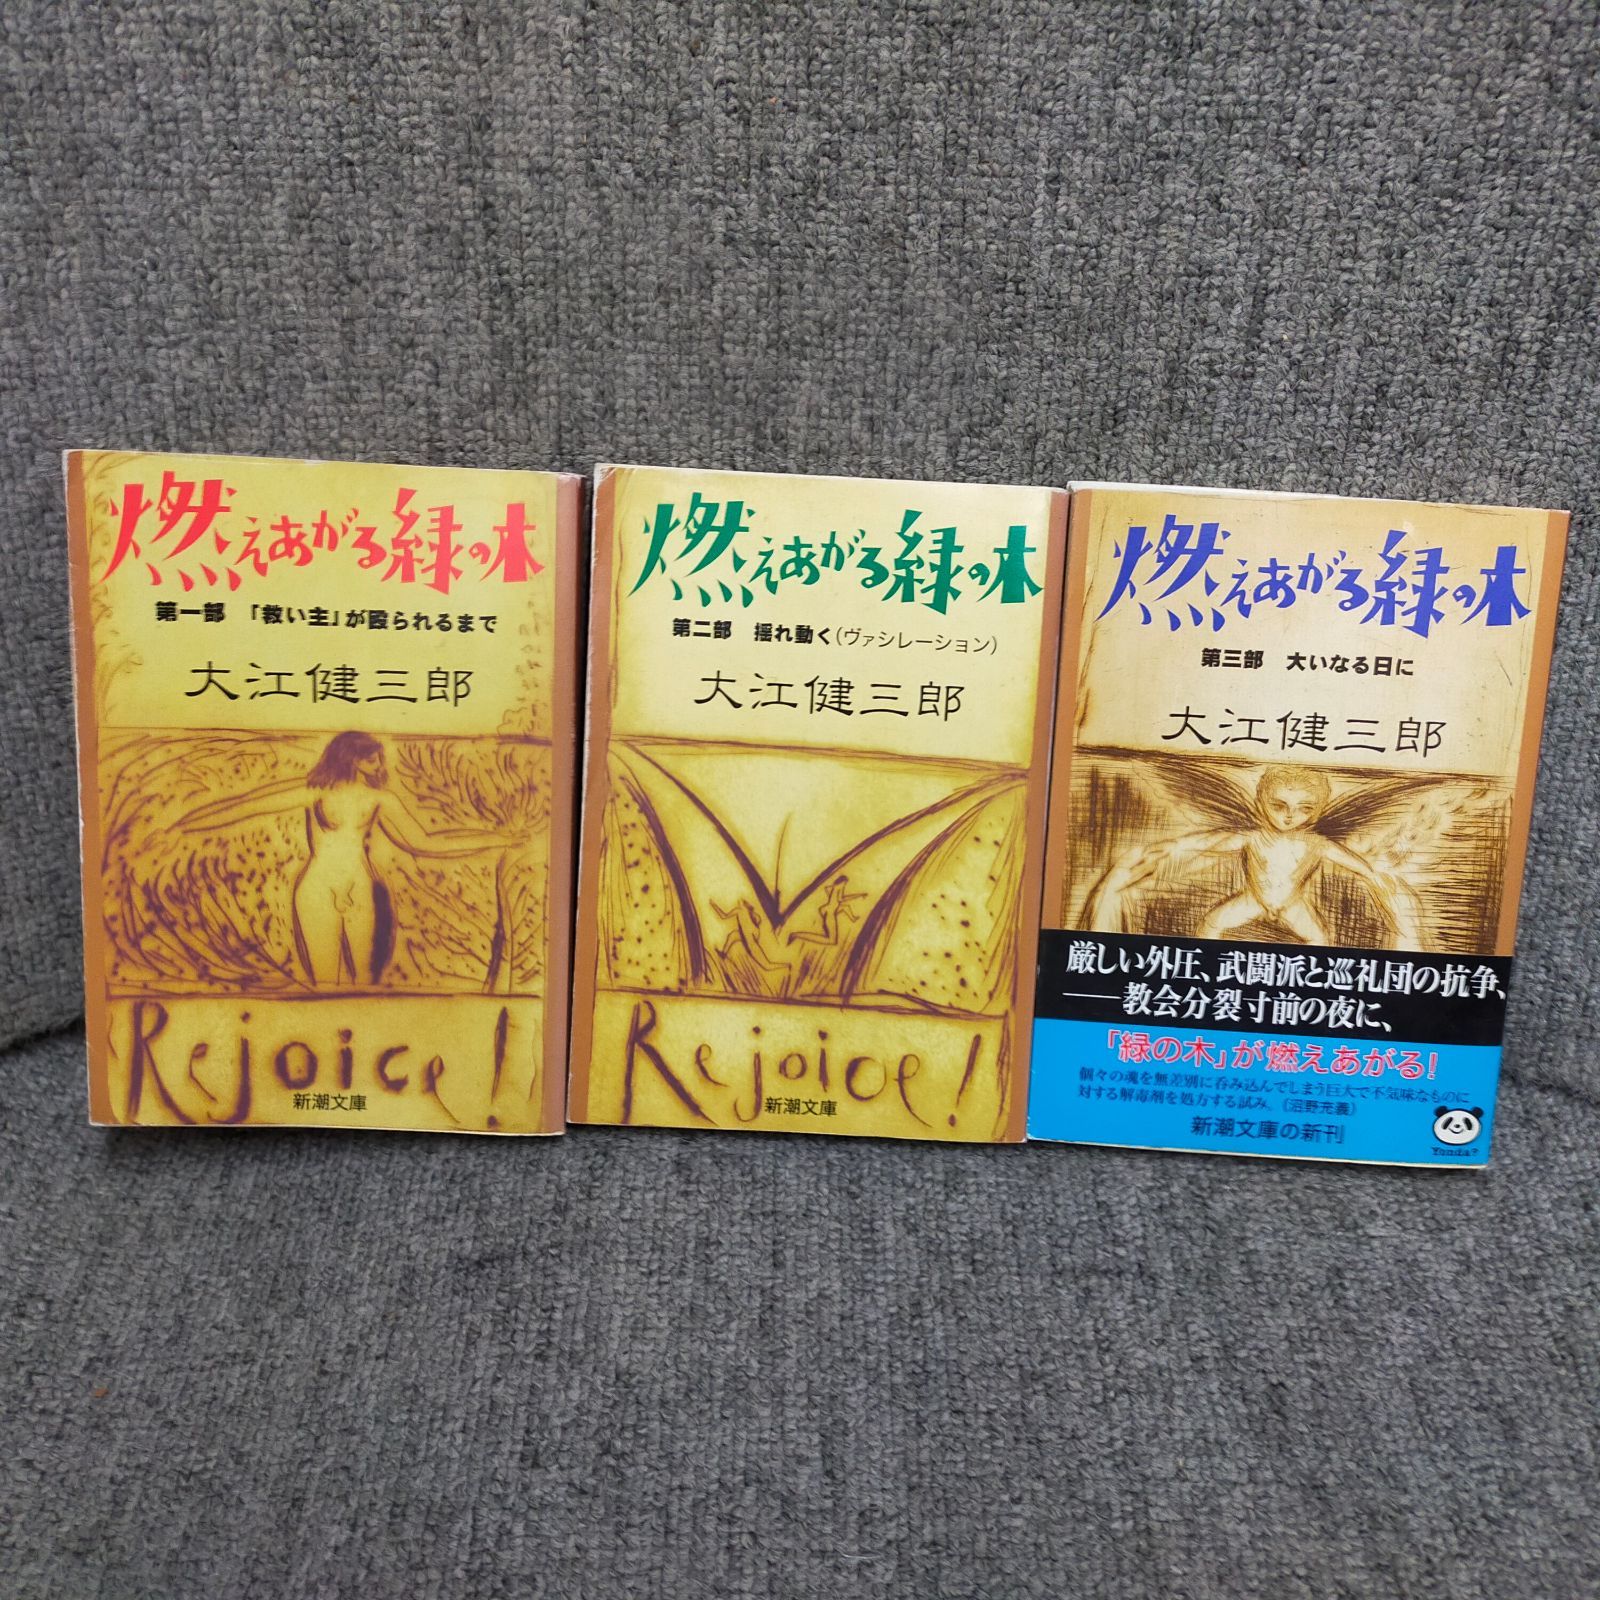 燃えあがる緑の木
第一部 「救い主」が殴られるまで
大江健三郎
Rejoice!
新潮文庫
燃えあがる緑の木
第二部 揺れ動く(ヴァシレーション)
大江健三郎
Rejoice!
新潮文庫
燃えあがる緑の木
第三部 大いなる日に
大江健三郎
厳しい外圧、武闘派と巡礼団の抗争、
──教会分裂寸前の夜に、
「緑の木」が燃えあがる!
個々の魂を無差別に呑み込んでしまう巨大で不気味なものに
対する解毒剤を処方する試み。(沼野充義)
新潮文庫の新刊
Yonda?